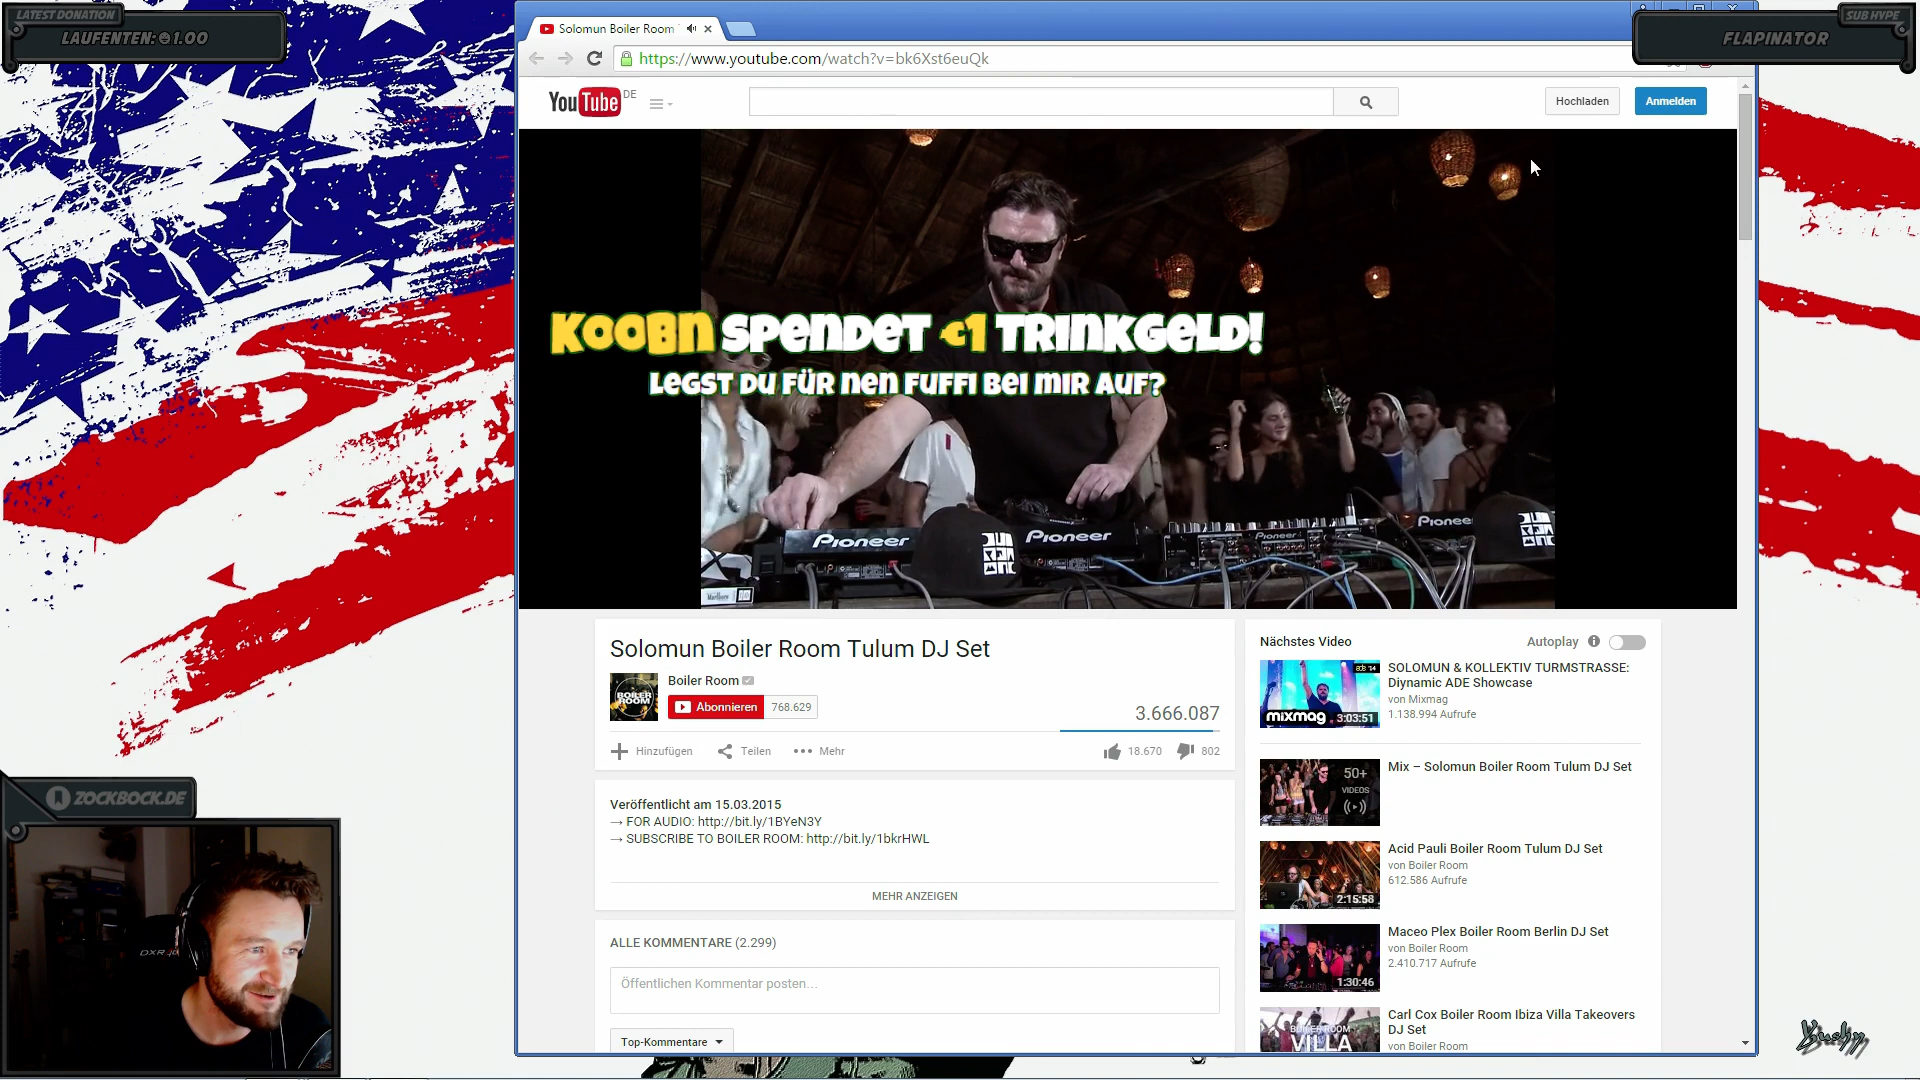 LATEST DONATION
LAUFENTEN: 1.00
SUB HYPE
FLAPINATOR
Solomun Boiler Room
https://www.youtube.com/watch?v=bk6Xst6euQk
YouTube DE
Hochladen
Anmelden
KOOBN SPENDET €1 TRINKGELD!
LEGST DU FÜR NEN FUFFI BEI MIR AUF?
Pioneer
Pioneer
Pioneer
Pioneer
Marlboro
Solomun Boiler Room Tulum DJ Set
BOILER ROOM
Boiler Room
Abonnieren 768.629
3.666.087
Hinzufügen Teilen Mehr
18.670 802
Veröffentlicht am 15.03.2015
→ FOR AUDIO: http://bit.ly/1BYeN3Y
→ SUBSCRIBE TO BOILER ROOM: http://bit.ly/1bkrHWL
MEHR ANZEIGEN
ALLE KOMMENTARE (2.299)
Öffentlichen Kommentar posten...
Top-Kommentare
Nächstes Video
Autoplay
mixmag
3:03:51
SOLOMUN & KOLLEKTIV TURMSTRASSE:
Diynamic ADE Showcase
von Mixmag
1.138.994 Aufrufe
50+
VIDEOS
Mix – Solomun Boiler Room Tulum DJ Set
2:15:58
Acid Pauli Boiler Room Tulum DJ Set
von Boiler Room
612.586 Aufrufe
1:30:46
Maceo Plex Boiler Room Berlin DJ Set
von Boiler Room
2.410.717 Aufrufe
BOILER ROOM
VILLA
Carl Cox Boiler Room Ibiza Villa Takeovers
DJ Set
von Boiler Room
ZOCKBOCK.DE
DXRACER